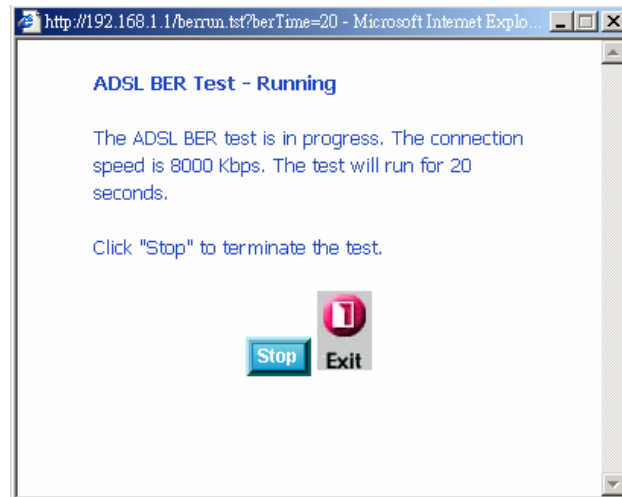 http://192.168.1.1/berrun.tst?berTime=20 - Microsoft Internet Explo...
ADSL BER Test - Running
The ADSL BER test is in progress. The connection
speed is 8000 Kbps. The test will run for 20
seconds.
Click "Stop" to terminate the test.
Stop
Exit